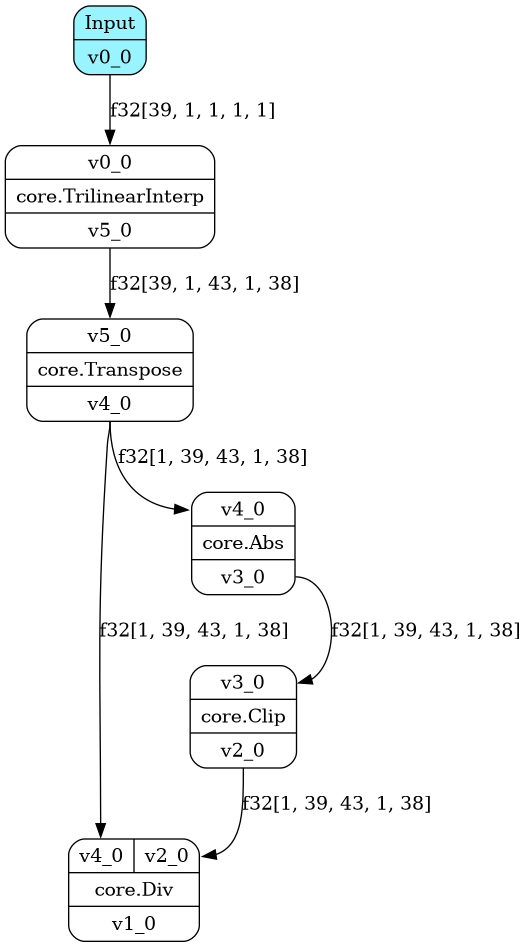 Input
v0_0
f32[39, 1, 1, 1, 1]
v0_0
core.TrilinearInterp
v5_0
f32[39, 1, 43, 1, 38]
v5_0
core.Transpose
v4_0
f32[1, 39, 43, 1, 38]
v4_0
core.Abs
v3_0
f32[1, 39, 43, 1, 38] f32[1, 39, 43, 1, 38]
v3_0
core.Clip
v2_0
f32[1, 39, 43, 1, 38]
v4_0 v2_0
core.Div
v1_0